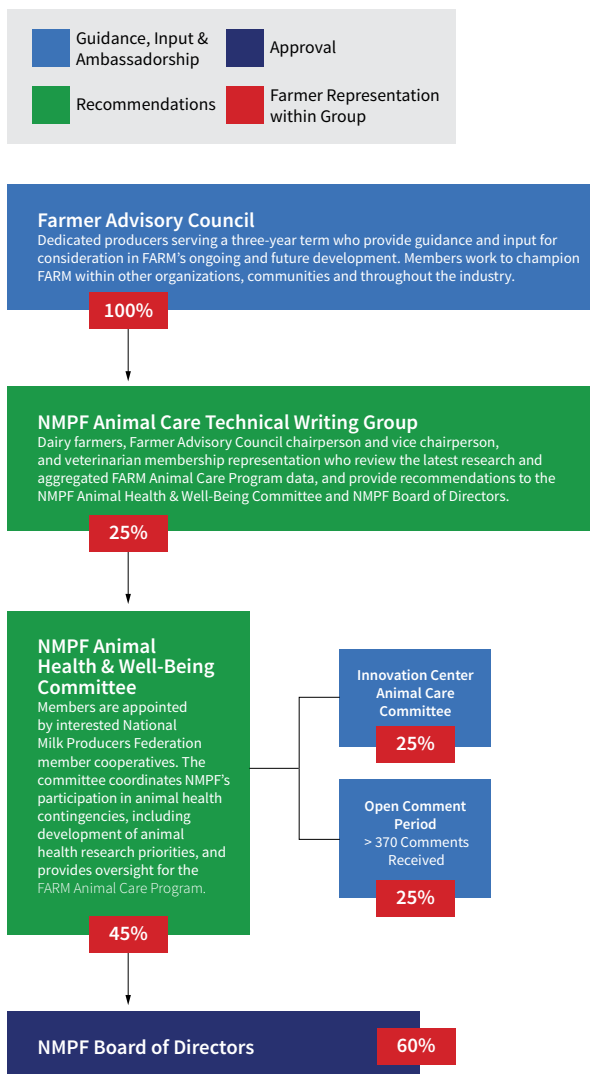 Guidance, Input &
Ambassadorship
Approval
Recommendations
Farmer Representation
within Group
Farmer Advisory Council
Dedicated producers serving a three-year term who provide guidance and input for
consideration in FARM's ongoing and future development. Members work to champion
FARM within other organizations, communities and throughout the industry.
100%
NMPF Animal Care Technical Writing Group
Dairy farmers, Farmer Advisory Council chairperson and vice chairperson,
and veterinarian membership representation who review the latest research and
aggregated FARM Animal Care Program data, and provide recommendations to the
NMPF Animal Health & Well-Being Committee and NMPF Board of Directors.
25%
NMPF Animal
Health & Well-Being
Committee
Members are appointed
by interested National
Milk Producers Federation
member cooperatives. The
committee coordinates NMPF's
participation in animal health
contingencies, including
development of animal
health research priorities, and
provides oversight for the
FARM Animal Care Program.
45%
Innovation Center
Animal Care
Committee
25%
Open Comment
Period
> 370 Comments
Received
25%
NMPF Board of Directors
60%